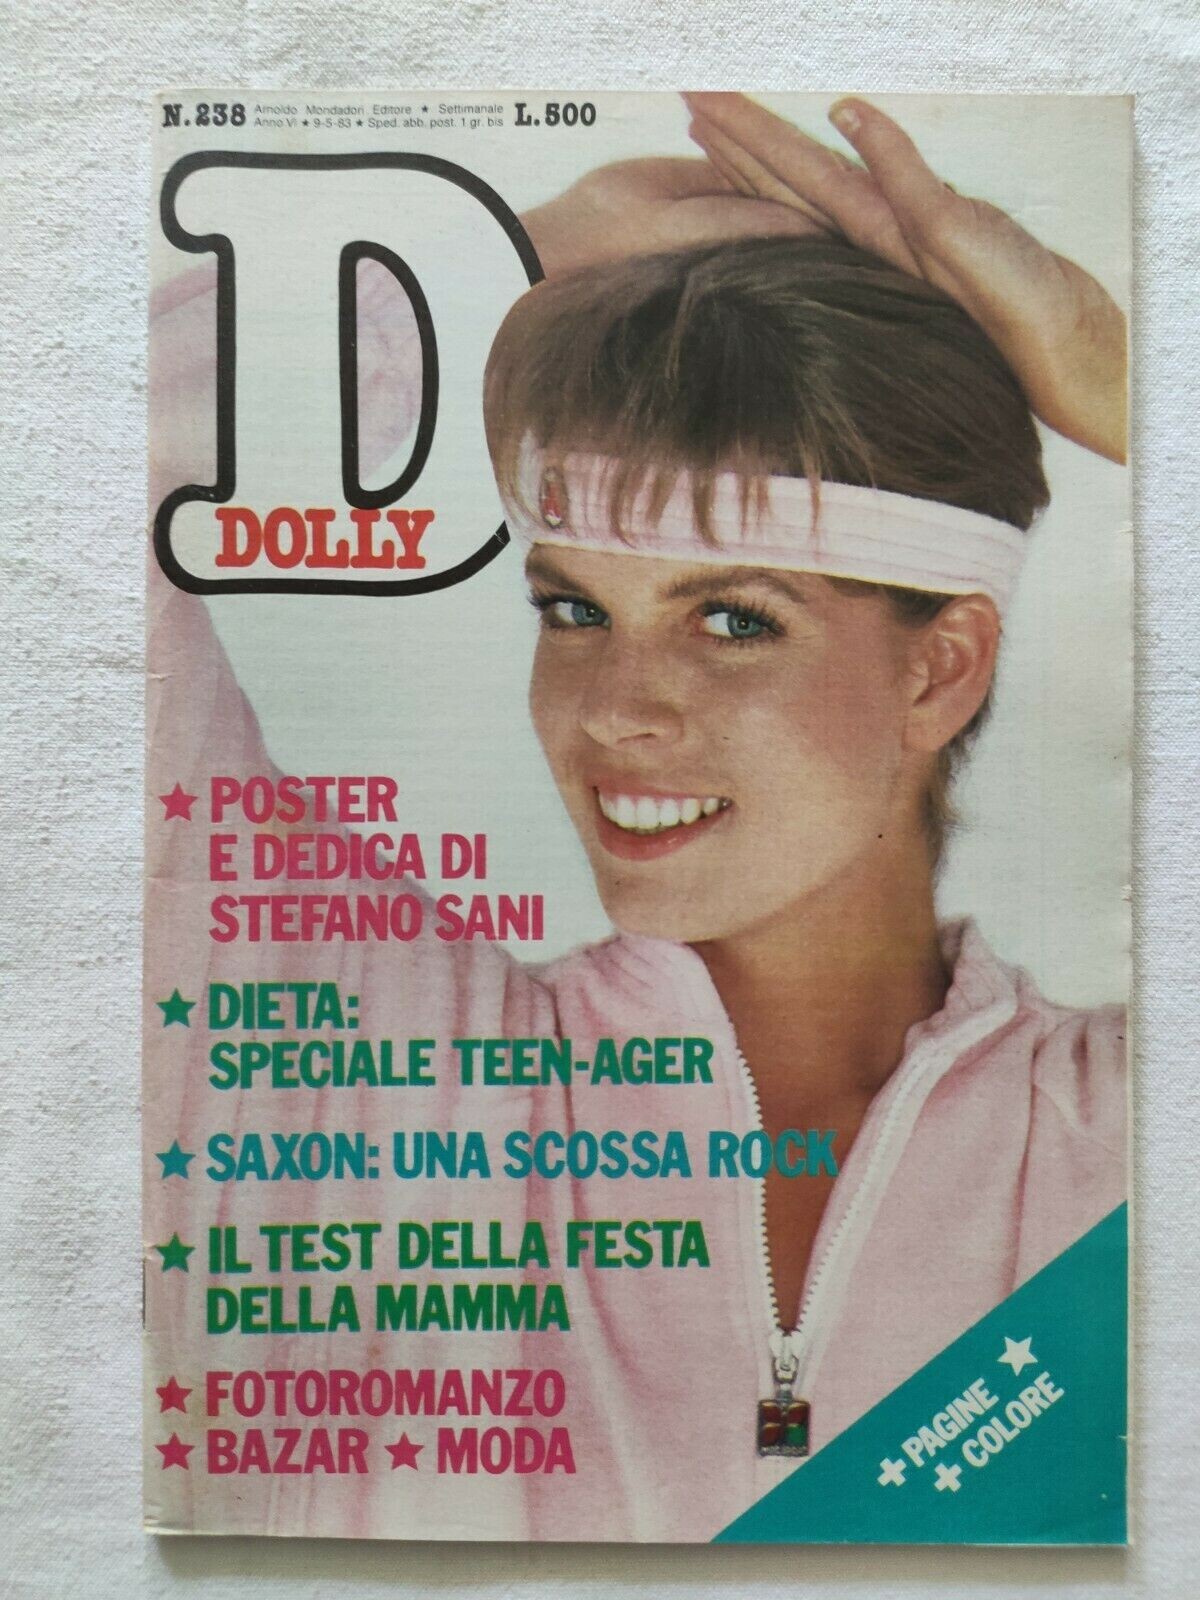 N.238 Arnoldo Mondadori Editore ★ Settimanale L.500
Anno VI ★ 9-5-83 ★ Sped. abb. post. 1 gr. bis
D
DOLLY
★ POSTER
E DEDICA DI
STEFANO SANI
★ DIETA:
SPECIALE TEEN-AGER
★ SAXON: UNA SCOSSA ROCK
★ IL TEST DELLA FESTA
DELLA MAMMA
★ FOTOROMANZO
★ BAZAR ★ MODA
+ PAGINE ★
+ COLORE